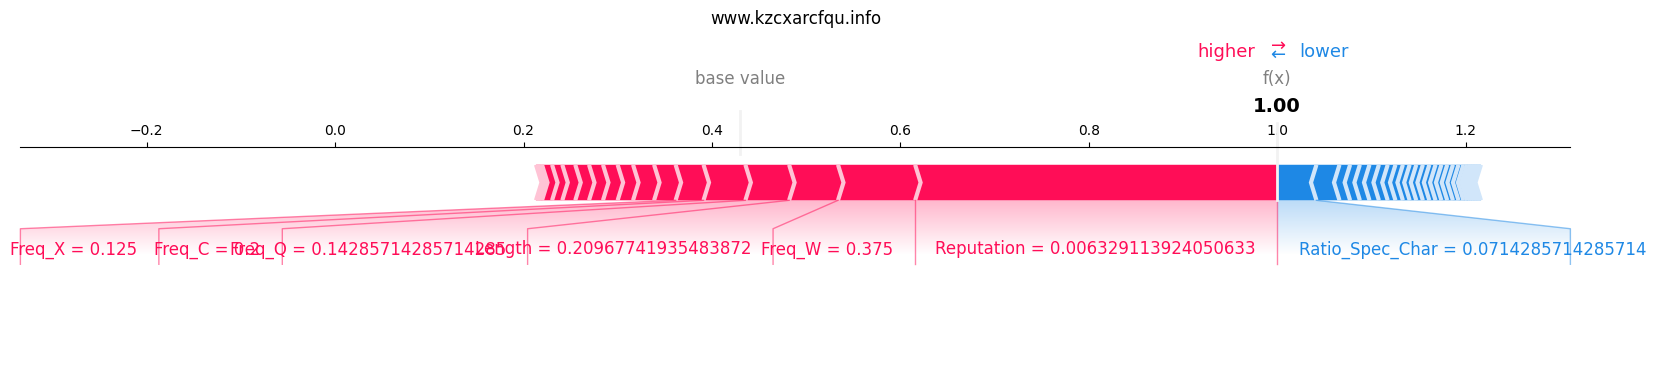 www.kzcxarcfqu.info
higher ⇄ lower
base value f(x)
1.00
−0.2 0.0 0.2 0.4 0.6 0.8 1.0 1.2
Freq_X = 0.125 Freq_C = 0.2 Freq_Q = 0.14285714285714285 Length = 0.20967741935483872 Freq_W = 0.375 Reputation = 0.006329113924050633 Ratio_Spec_Char = 0.0714285714285714